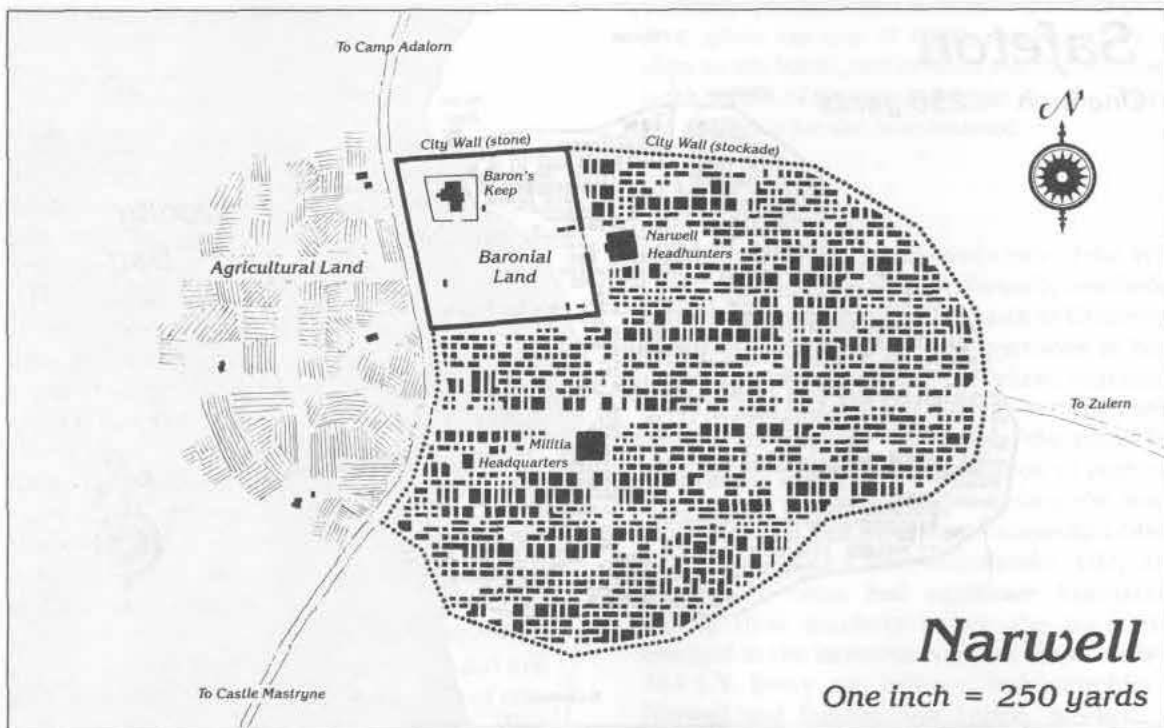 To Camp Adalorn
City Wall (stone)
City Wall (stockade)
N
Baron's
Keep
Narwell
Headhunters
Agricultural Land
Baronial
Land
To Zulern
Militia
Headquarters
To Castle Mastryne
Narwell
One inch = 250 yards
Safeton